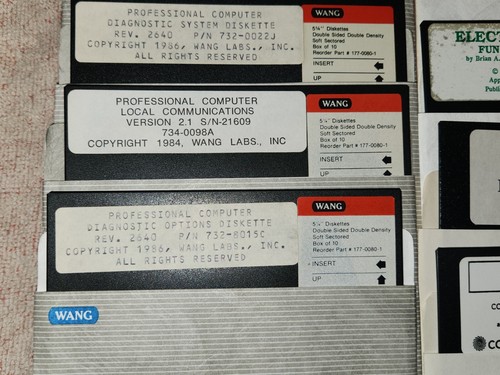 PROFESSIONAL COMPUTER
DIAGNOSTIC SYSTEM DISKETTE
REV. 2640 P/N 732-0022J
COPYRIGHT 1986, WANG LABS., INC.
ALL RIGHTS RESERVED
WANG
5¼" Diskettes
Double Sided Double Density
Soft Sectored
Box of 10
Reorder Part # 177-0080-1
INSERT
UP
PROFESSIONAL COMPUTER
LOCAL COMMUNICATIONS
VERSION 2.1 S/N-21609
734-0098A
COPYRIGHT 1984, WANG LABS., INC
WANG
5¼" Diskettes
Double Sided Double Density
Soft Sectored
Box of 10
Reorder Part # 177-0080-1
INSERT
UP
PROFESSIONAL COMPUTER
DIAGNOSTIC OPTIONS DISKETTE
REV. 2640 P/N 732-8015C
COPYRIGHT 1986, WANG LABS., INC.
ALL RIGHTS RESERVED
WANG
5¼" Diskettes
Double Sided Double Density
Soft Sectored
Box of 10
Reorder Part # 177-0080-1
INSERT
UP
WANG
ELEC
FUN
by Brian A.
©
App
Publi
CO